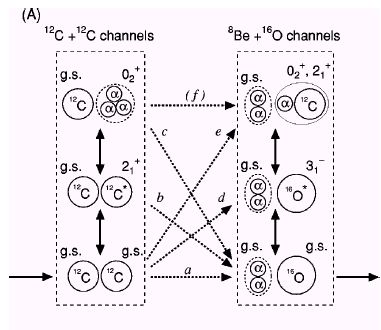 (A)
¹²C + ¹²C channels ⁸Be + ¹⁶O channels
g.s. 0₂⁺ (f) g.s. 0₂⁺, 2₁⁺
¹²C α α α α α α ¹²C
c e
g.s. 2₁⁺ g.s. 3₁⁻
¹²C ¹²C* b d α α ¹⁶O*
g.s. g.s. g.s. g.s.
¹²C ¹²C a α α ¹⁶O